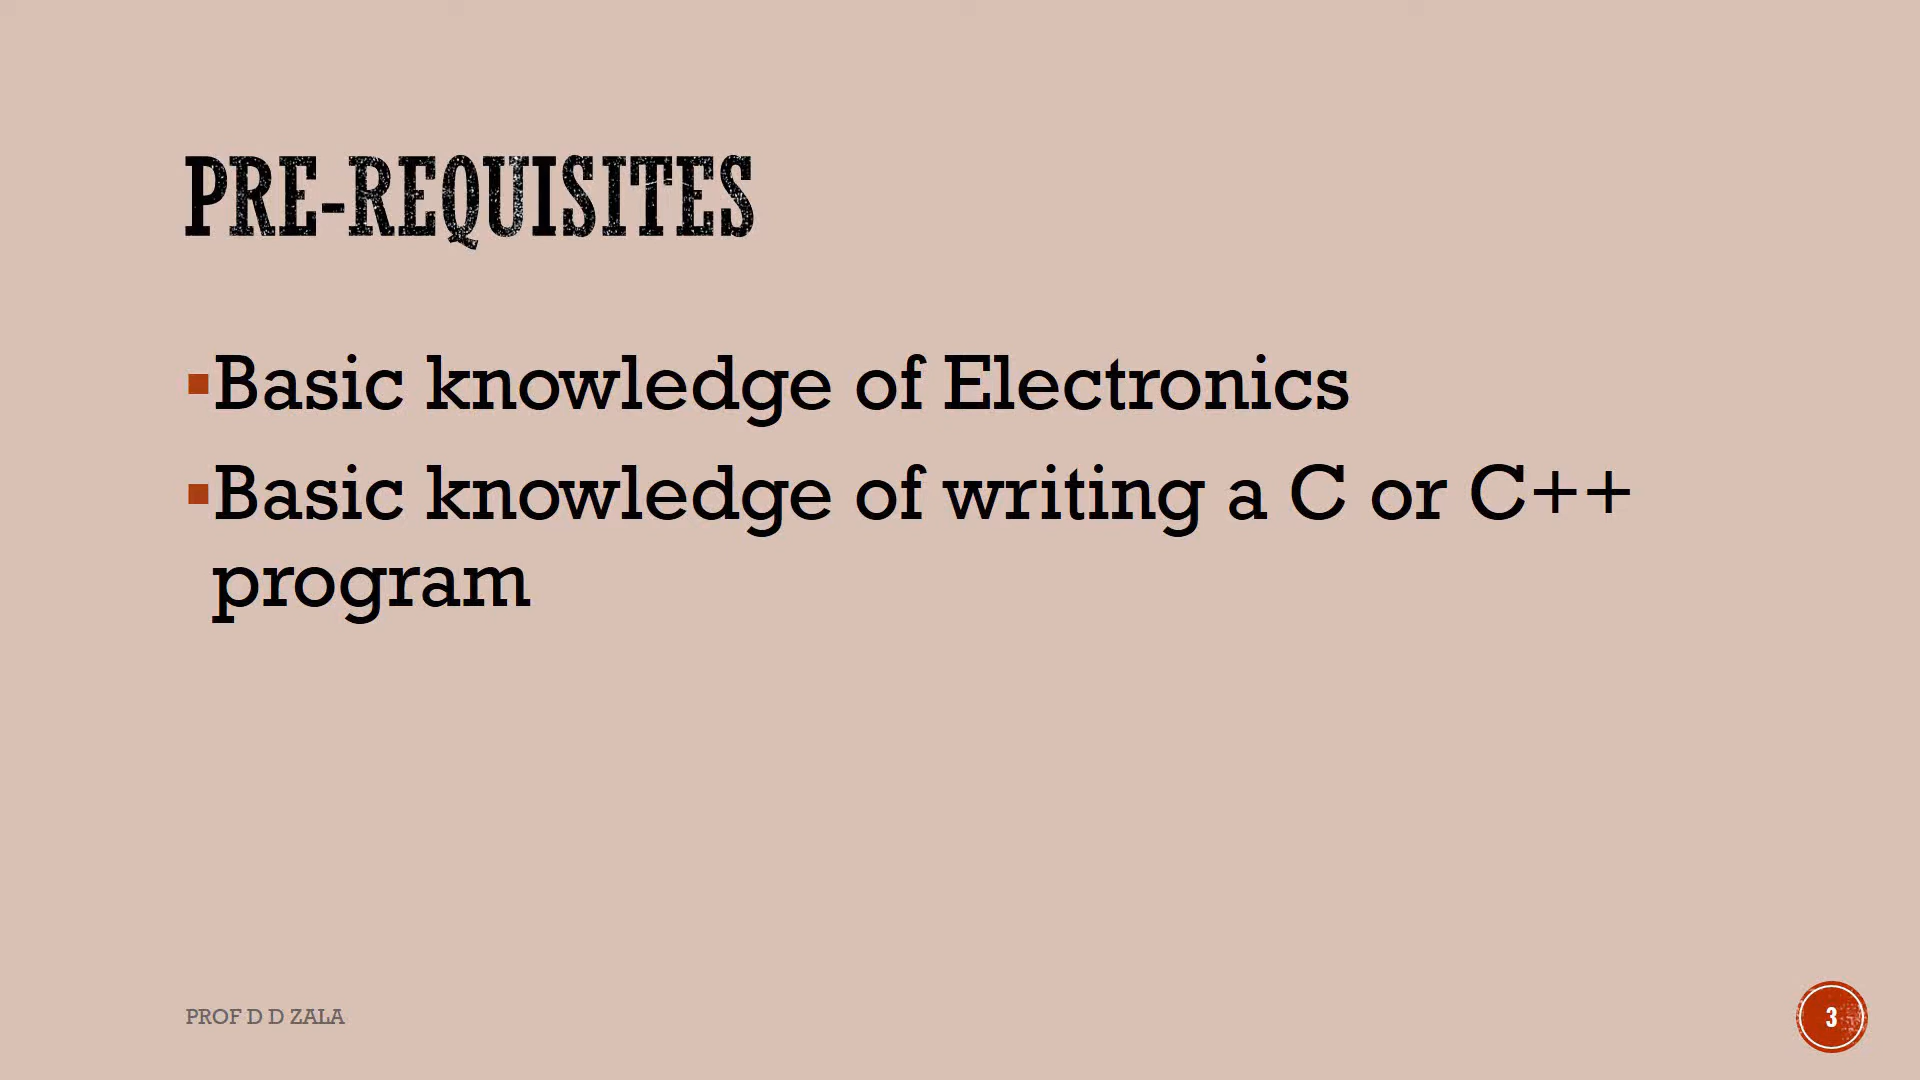 PRE-REQUISITES
▪Basic knowledge of Electronics
▪Basic knowledge of writing a C or C++
program
PROF D D ZALA
3